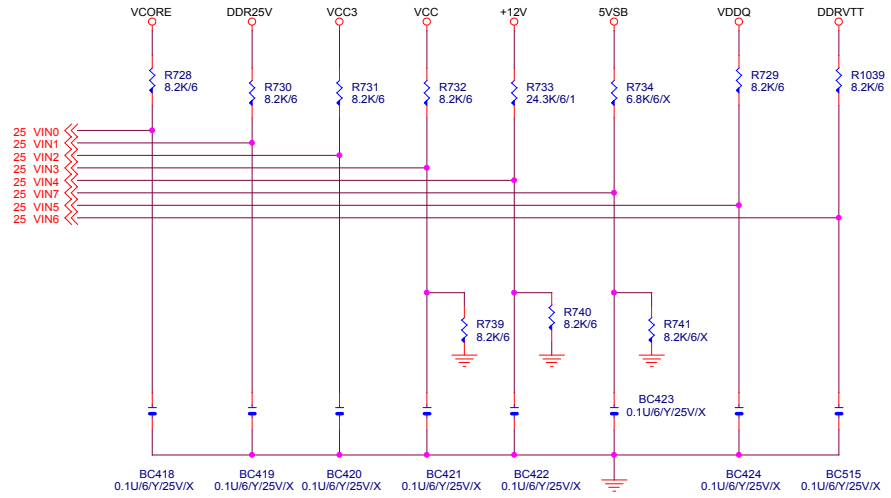 VCORE DDR25V VCC3 VCC +12V 5VSB VDDQ DDRVTT
R728
8.2K/6
R730
8.2K/6
R731
8.2K/6
R732
8.2K/6
R733
24.3K/6/1
R734
6.8K/6/X
R729
8.2K/6
R1039
8.2K/6
25 VIN0
25 VIN1
25 VIN2
25 VIN3
25 VIN4
25 VIN7
25 VIN5
25 VIN6
R739
8.2K/6
R740
8.2K/6
R741
8.2K/6/X
BC423
0.1U/6/Y/25V/X
BC418
0.1U/6/Y/25V/X
BC419
0.1U/6/Y/25V/X
BC420
0.1U/6/Y/25V/X
BC421
0.1U/6/Y/25V/X
BC422
0.1U/6/Y/25V/X
BC424
0.1U/6/Y/25V/X
BC515
0.1U/6/Y/25V/X